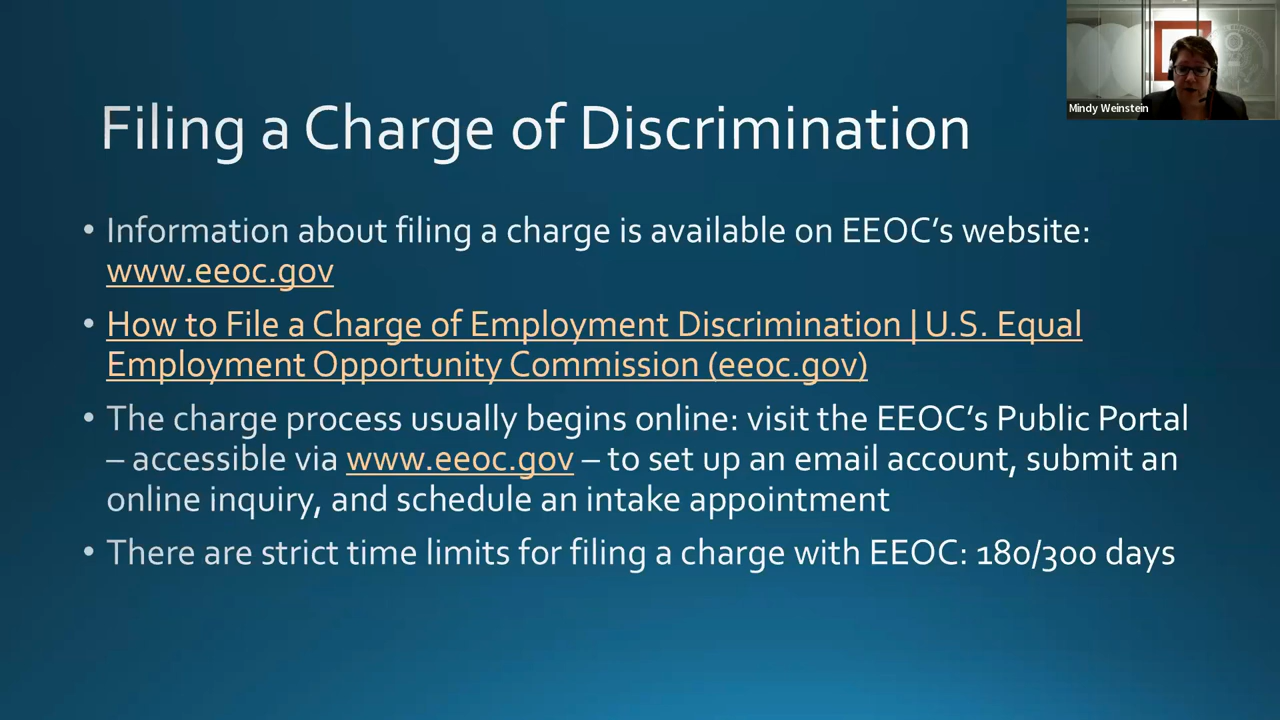 Mindy Weinstein
Filing a Charge of Discrimination
• Information about filing a charge is available on EEOC’s website:
www.eeoc.gov
• How to File a Charge of Employment Discrimination | U.S. Equal
Employment Opportunity Commission (eeoc.gov)
• The charge process usually begins online: visit the EEOC’s Public Portal
– accessible via www.eeoc.gov – to set up an email account, submit an
online inquiry, and schedule an intake appointment
• There are strict time limits for filing a charge with EEOC: 180/300 days